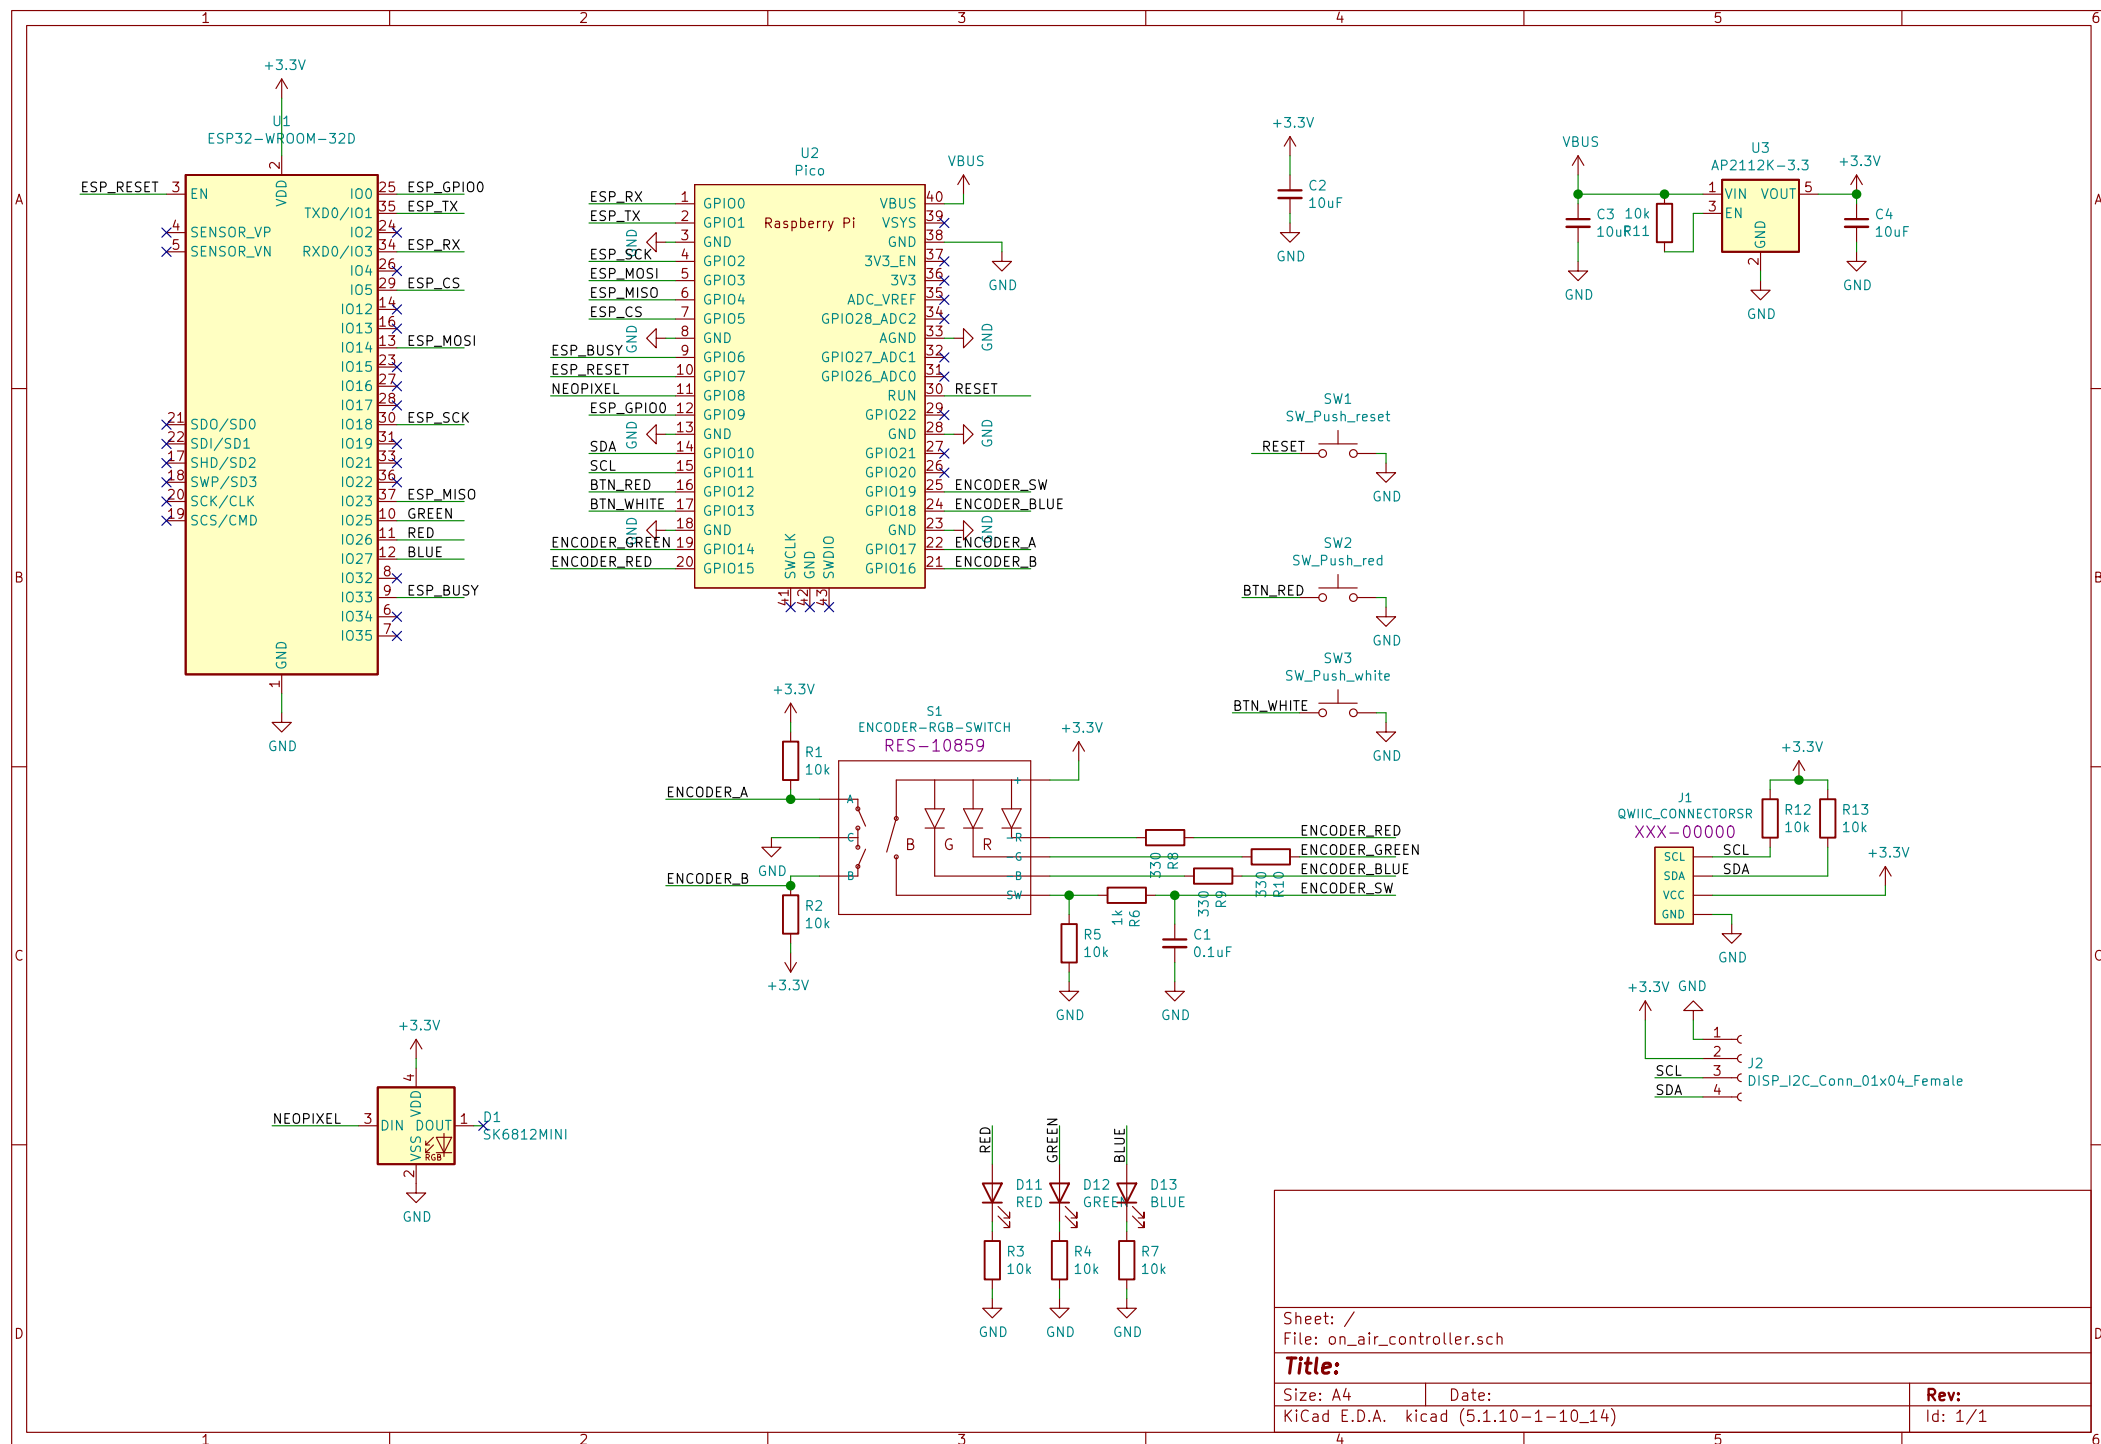 1 2 3 4 5 6
A
B
C
D
+3.3V
U1
ESP32-WROOM-32D
2
VDD
ESP_RESET 3 EN
4 SENSOR_VP
5 SENSOR_VN
21 SDO/SD0
22 SDI/SD1
17 SHD/SD2
18 SWP/SD3
20 SCK/CLK
19 SCS/CMD
IO0 25 ESP_GPIO0
TXD0/IO1 35 ESP_TX
IO2 24
RXD0/IO3 34 ESP_RX
IO4 26
IO5 29 ESP_CS
IO12 14
IO13 16
IO14 13 ESP_MOSI
IO15 23
IO16 27
IO17 28
IO18 30 ESP_SCK
IO19 31
IO21 33
IO22 36
IO23 37 ESP_MISO
IO25 10 GREEN
IO26 11 RED
IO27 12 BLUE
IO32 8
IO33 9 ESP_BUSY
IO34 6
IO35 7
GND
1
GND
U2
Pico
Raspberry Pi
ESP_RX 1 GPIO0
ESP_TX 2 GPIO1
GND 3 GND
ESP_SCK 4 GPIO2
ESP_MOSI 5 GPIO3
ESP_MISO 6 GPIO4
ESP_CS 7 GPIO5
GND 8 GND
ESP_BUSY 9 GPIO6
ESP_RESET 10 GPIO7
NEOPIXEL 11 GPIO8
ESP_GPIO0 12 GPIO9
GND 13 GND
SDA 14 GPIO10
SCL 15 GPIO11
BTN_RED 16 GPIO12
BTN_WHITE 17 GPIO13
GND 18 GND
ENCODER_GREEN 19 GPIO14
ENCODER_RED 20 GPIO15
SWCLK 41
GND 42
SWDIO 43
VBUS
VBUS 40
VSYS 39
GND 38
GND
3V3_EN 37
3V3 36
ADC_VREF 35
GPIO28_ADC2 34
AGND 33 GND
GPIO27_ADC1 32
GPIO26_ADC0 31
RUN 30 RESET
GPIO22 29
GND 28 GND
GPIO21 27
GPIO20 26
GPIO19 25 ENCODER_SW
GPIO18 24 ENCODER_BLUE
GND 23 GND
GPIO17 22 ENCODER_A
GPIO16 21 ENCODER_B
+3.3V
C2
10uF
GND
VBUS
C3
10uF
GND
10k
R11
U3
AP2112K-3.3
1 VIN VOUT 5
3 EN
GND
2
GND
+3.3V
C4
10uF
GND
SW1
SW_Push_reset
RESET
GND
SW2
SW_Push_red
BTN_RED
GND
SW3
SW_Push_white
BTN_WHITE
GND
+3.3V
R1
10k
ENCODER_A
GND
ENCODER_B
R2
10k
+3.3V
S1
ENCODER-RGB-SWITCH
RES-10859
A
C
B
B G R
+
R
G
B
SW
+3.3V
330
R8
330
R10
330
R9
1k
R6
ENCODER_RED
ENCODER_GREEN
ENCODER_BLUE
ENCODER_SW
R5
10k
GND
C1
0.1uF
GND
+3.3V
R12
10k
R13
10k
J1
QWIIC_CONNECTORSR
XXX-00000
SCL SCL
SDA SDA
VCC
GND
+3.3V
GND
+3.3V GND
1
2
SCL 3
SDA 4
J2
DISP_I2C_Conn_01x04_Female
+3.3V
4
VDD
NEOPIXEL 3 DIN DOUT 1
VSS
RGB
2
GND
D1
SK6812MINI
RED
D11
RED
R3
10k
GND
GREEN
D12
GREEN
R4
10k
GND
BLUE
D13
BLUE
R7
10k
GND
Sheet: /
File: on_air_controller.sch
Title:
Size: A4 Date: Rev:
KiCad E.D.A. kicad (5.1.10-1-10_14) Id: 1/1
A
B
C
D
1 2 3 4 5 6